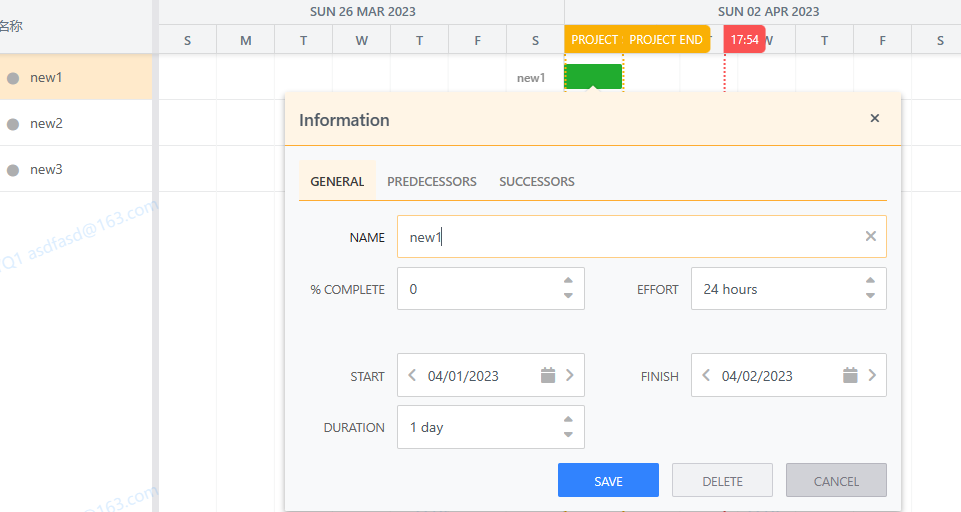 名称
SUN 26 MAR 2023
SUN 02 APR 2023
S M T W T F S
W T F S
PROJECT PROJECT END 17:54
new1
new1
new2
new3
Q1 asdfasd@163.com
@163.com
Information
GENERAL PREDECESSORS SUCCESSORS
NAME new1
% COMPLETE 0 EFFORT 24 hours
START 04/01/2023 FINISH 04/02/2023
DURATION 1 day
SAVE DELETE CANCEL